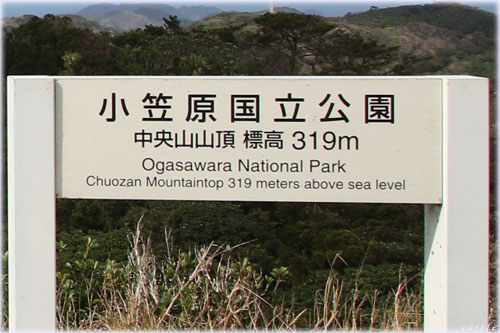 小笠原国立公園
中央山山頂 標高 319m
Ogasawara National Park
Chuozan Mountaintop 319 meters above sea level